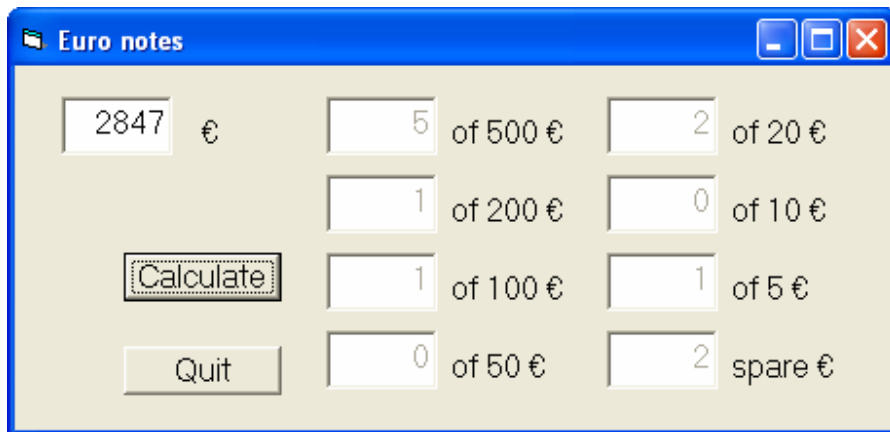 Euro notes
2847 € 5 of 500 € 2 of 20 €
1 of 200 € 0 of 10 €
Calculate 1 of 100 € 1 of 5 €
Quit 0 of 50 € 2 spare €